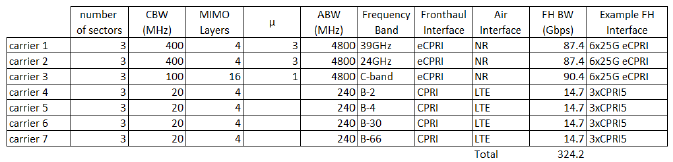 number of sectors CBW (MHz) MIMO Layers μ ABW (MHz) Frequency Band Fronthaul Interface Air Interface FH BW (Gbps) Example FH Interface
carrier 1 3 400 4 3 4800 39GHz eCPRI NR 87.4 6x25G eCPRI
carrier 2 3 400 4 3 4800 24GHz eCPRI NR 87.4 6x25G eCPRI
carrier 3 3 100 16 1 4800 C-band eCPRI NR 90.4 6x25G eCPRI
carrier 4 3 20 4 240 B-2 CPRI LTE 14.7 3xCPRI5
carrier 5 3 20 4 240 B-4 CPRI LTE 14.7 3xCPRI5
carrier 6 3 20 4 240 B-30 CPRI LTE 14.7 3xCPRI5
carrier 7 3 20 4 240 B-66 CPRI LTE 14.7 3xCPRI5
Total 324.2